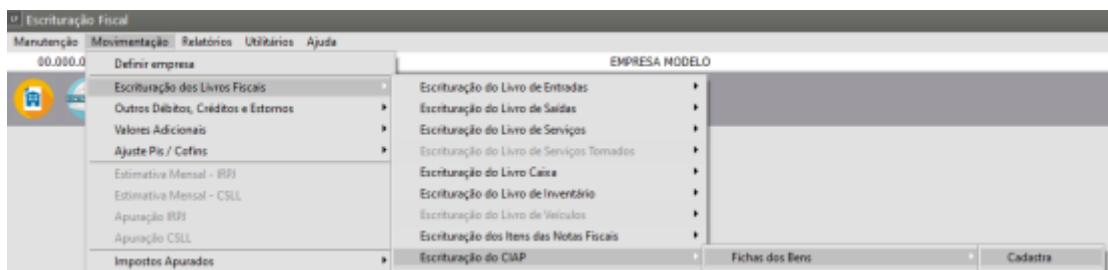 Escrituração Fiscal
Manutenção Movimentação Relatórios Utilitários Ajuda
00.000.0
EMPRESA MODELO
Definir empresa
Escrituração dos Livros Fiscais
Outros Débitos, Créditos e Estornos
Valores Adicionais
Ajuste Pis / Cofins
Estimativa Mensal - IRPJ
Estimativa Mensal - CSLL
Apuração IRPJ
Apuração CSLL
Impostos Apurados
Escrituração do Livro de Entradas
Escrituração do Livro de Saídas
Escrituração do Livro de Serviços
Escrituração do Livro de Serviços Tomados
Escrituração do Livro Caixa
Escrituração do Livro de Inventário
Escrituração do Livro de Veículos
Escrituração dos Itens das Notas Fiscais
Escrituração do CIAP
Fichas dos Bens
Cadastra